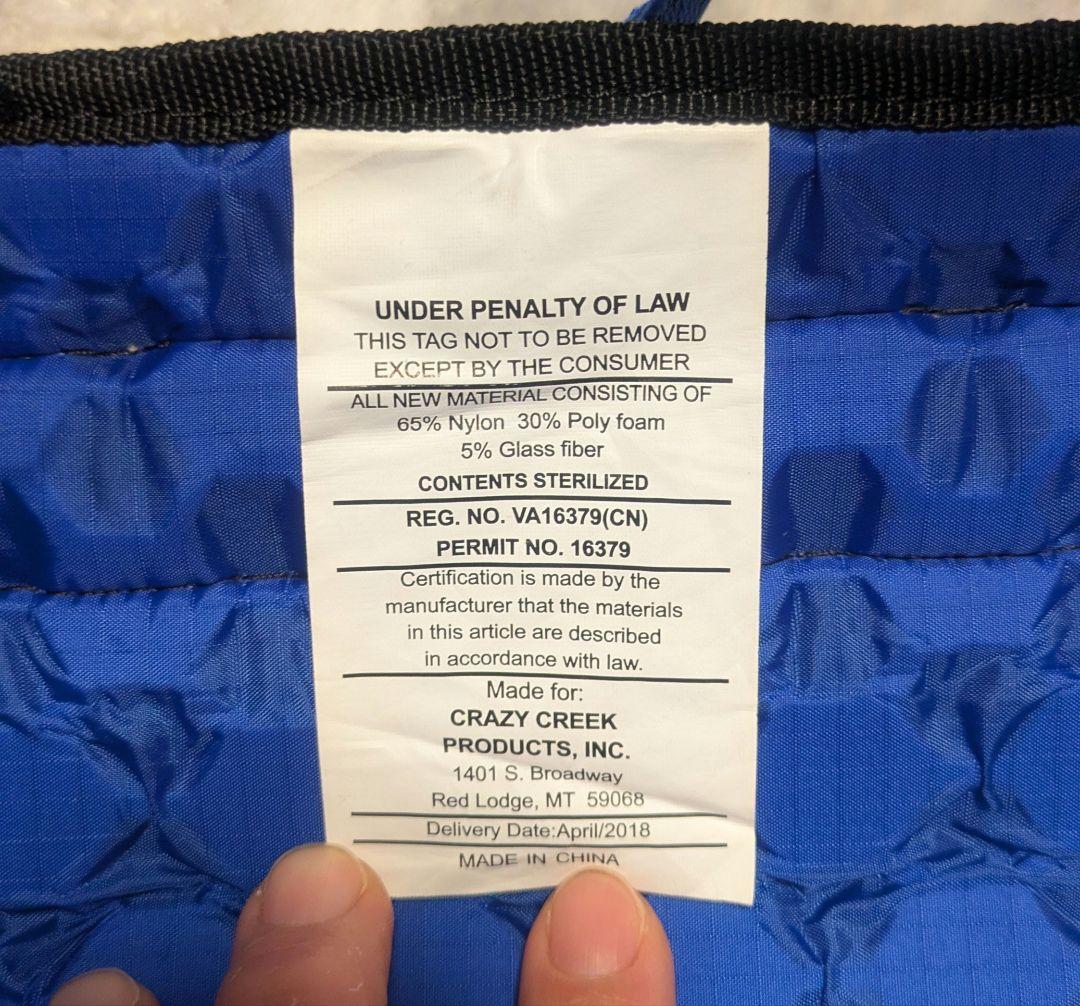 UNDER PENALTY OF LAW
THIS TAG NOT TO BE REMOVED
EXCEPT BY THE CONSUMER
ALL NEW MATERIAL CONSISTING OF
65% Nylon 30% Poly foam
5% Glass fiber
CONTENTS STERILIZED
REG. NO. VA16379(CN)
PERMIT NO. 16379
Certification is made by the
manufacturer that the materials
in this article are described
in accordance with law.
Made for:
CRAZY CREEK
PRODUCTS, INC.
1401 S. Broadway
Red Lodge, MT 59068
Delivery Date:April/2018
MADE IN CHINA